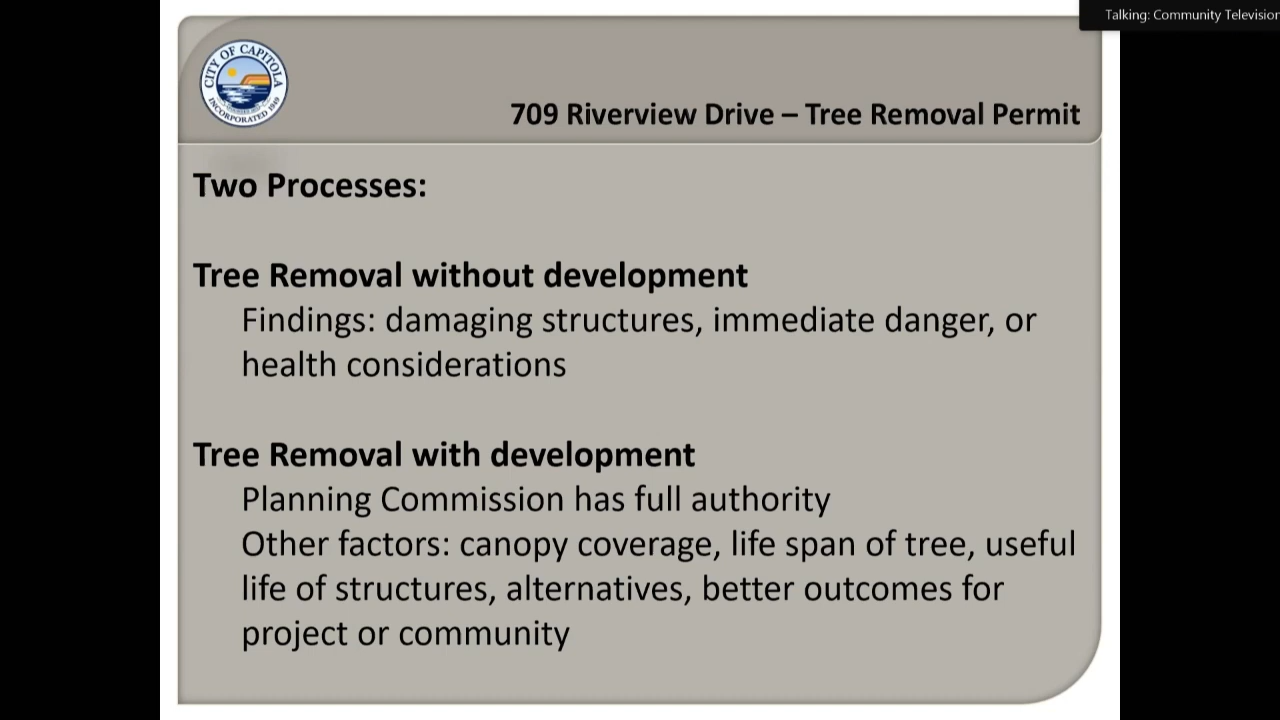 Talking: Community Television
CITY OF CAPITOLA
INCORPORATED 1949
709 Riverview Drive – Tree Removal Permit
Two Processes:
Tree Removal without development
Findings: damaging structures, immediate danger, or
health considerations
Tree Removal with development
Planning Commission has full authority
Other factors: canopy coverage, life span of tree, useful
life of structures, alternatives, better outcomes for
project or community